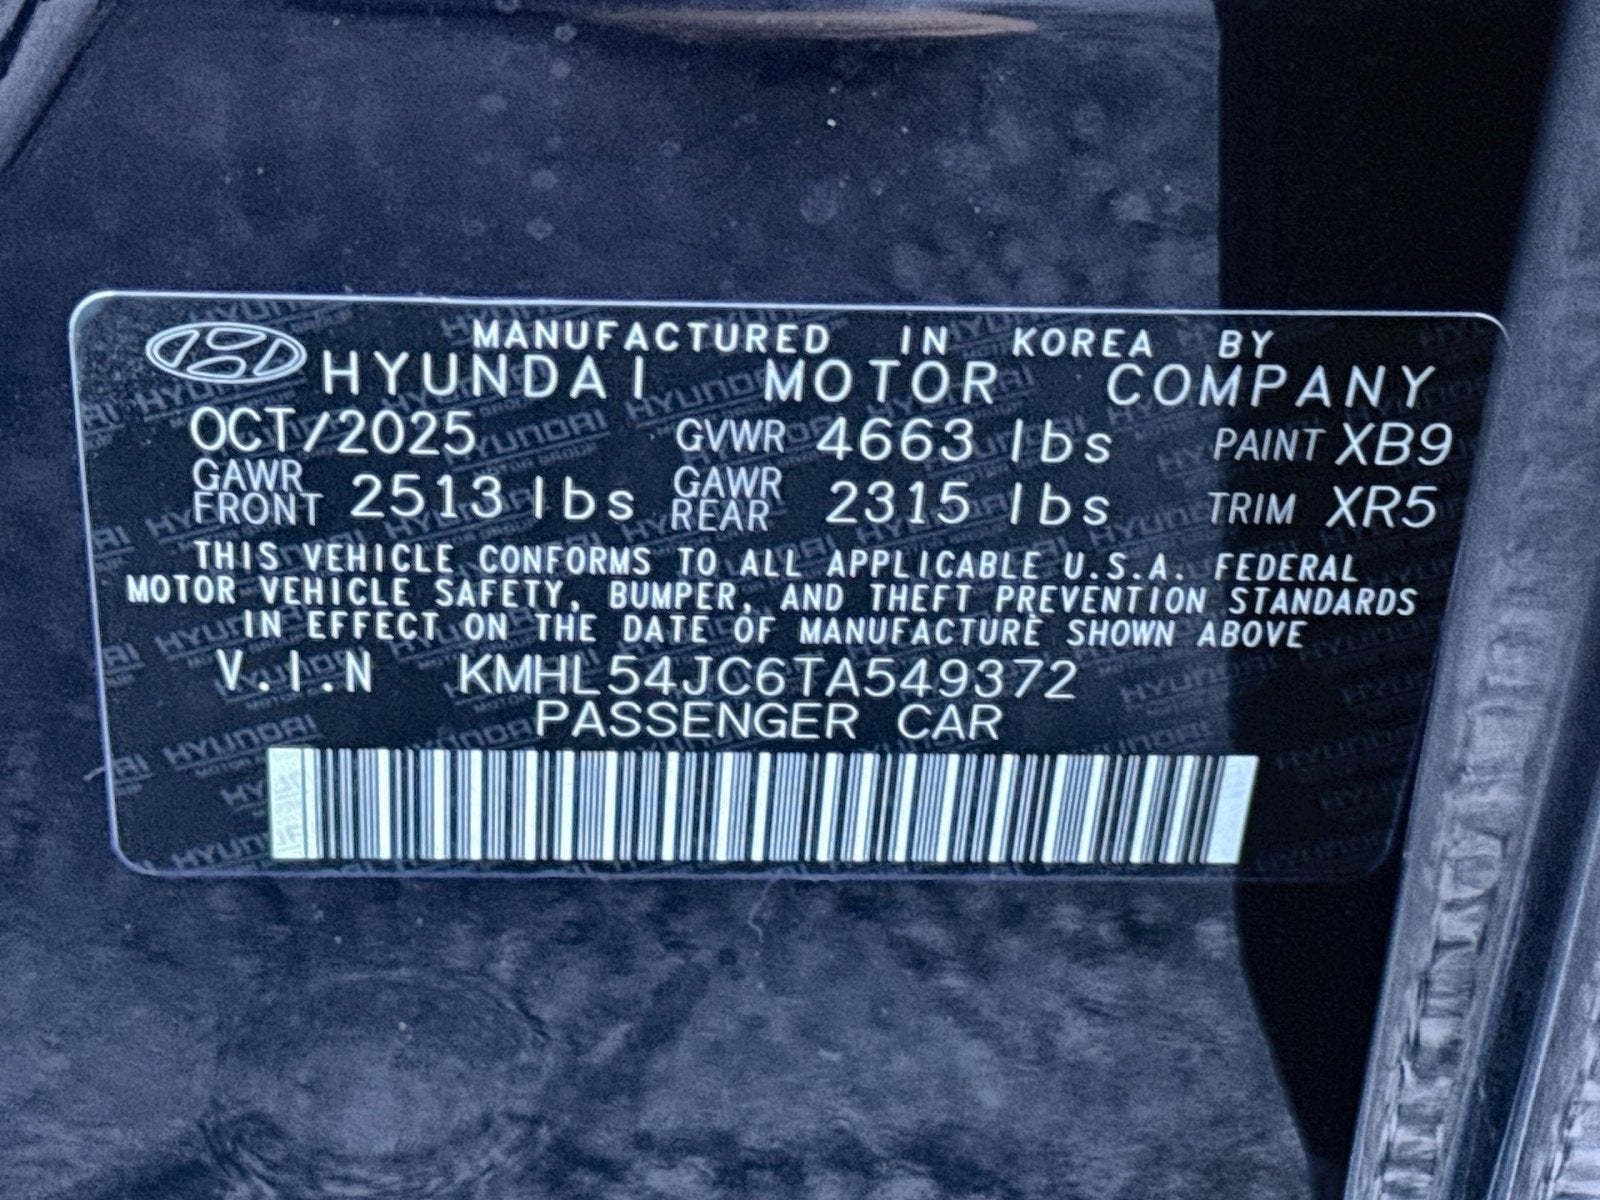 MANUFACTURED IN KOREA BY
HYUNDAI MOTOR COMPANY
OCT/2025 GVWR 4663 lbs PAINT XB9
GAWR FRONT 2513 lbs GAWR REAR 2315 lbs TRIM XR5
THIS VEHICLE CONFORMS TO ALL APPLICABLE U.S.A. FEDERAL
MOTOR VEHICLE SAFETY, BUMPER, AND THEFT PREVENTION STANDARDS
IN EFFECT ON THE DATE OF MANUFACTURE SHOWN ABOVE
V.I.N KMHL54JC6TA549372
PASSENGER CAR